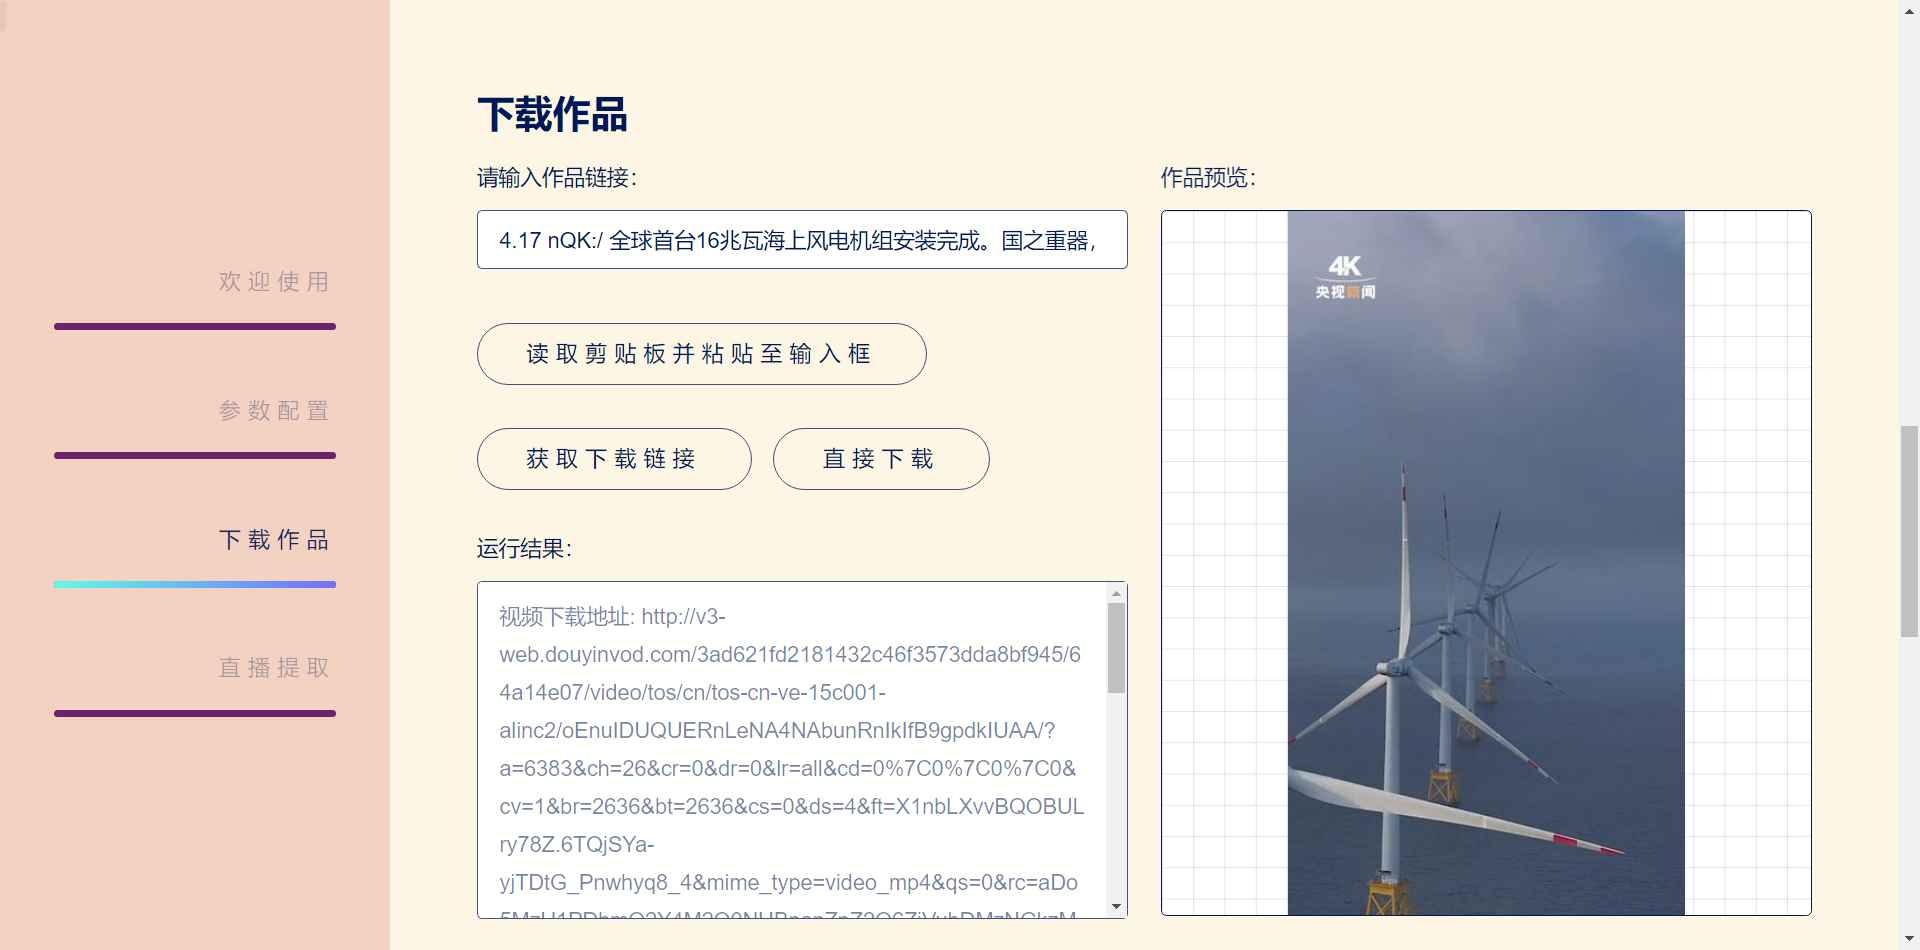 欢迎使用
参数配置
下载作品
直播提取
下载作品
请输入作品链接：
4.17 nQK:/ 全球首台16兆瓦海上风电机组安装完成。国之重器，
读取剪贴板并粘贴至输入框
获取下载链接
直接下载
运行结果：
视频下载地址: http://v3-
web.douyinvod.com/3ad621fd2181432c46f3573dda8bf945/6
4a14e07/video/tos/cn/tos-cn-ve-15c001-
alinc2/oEnuIDUQUERnLeNA4NAbunRnIkIfB9gpdkIUAA/?
a=6383&ch=26&cr=0&dr=0&lr=all&cd=0%7C0%7C0%7C0&
cv=1&br=2636&bt=2636&cs=0&ds=4&ft=X1nbLXvvBQOBUL
ry78Z.6TQjSYa-
yjTDtG_Pnwhyq8_4&mime_type=video_mp4&qs=0&rc=aDo
作品预览：
4K
央视新闻